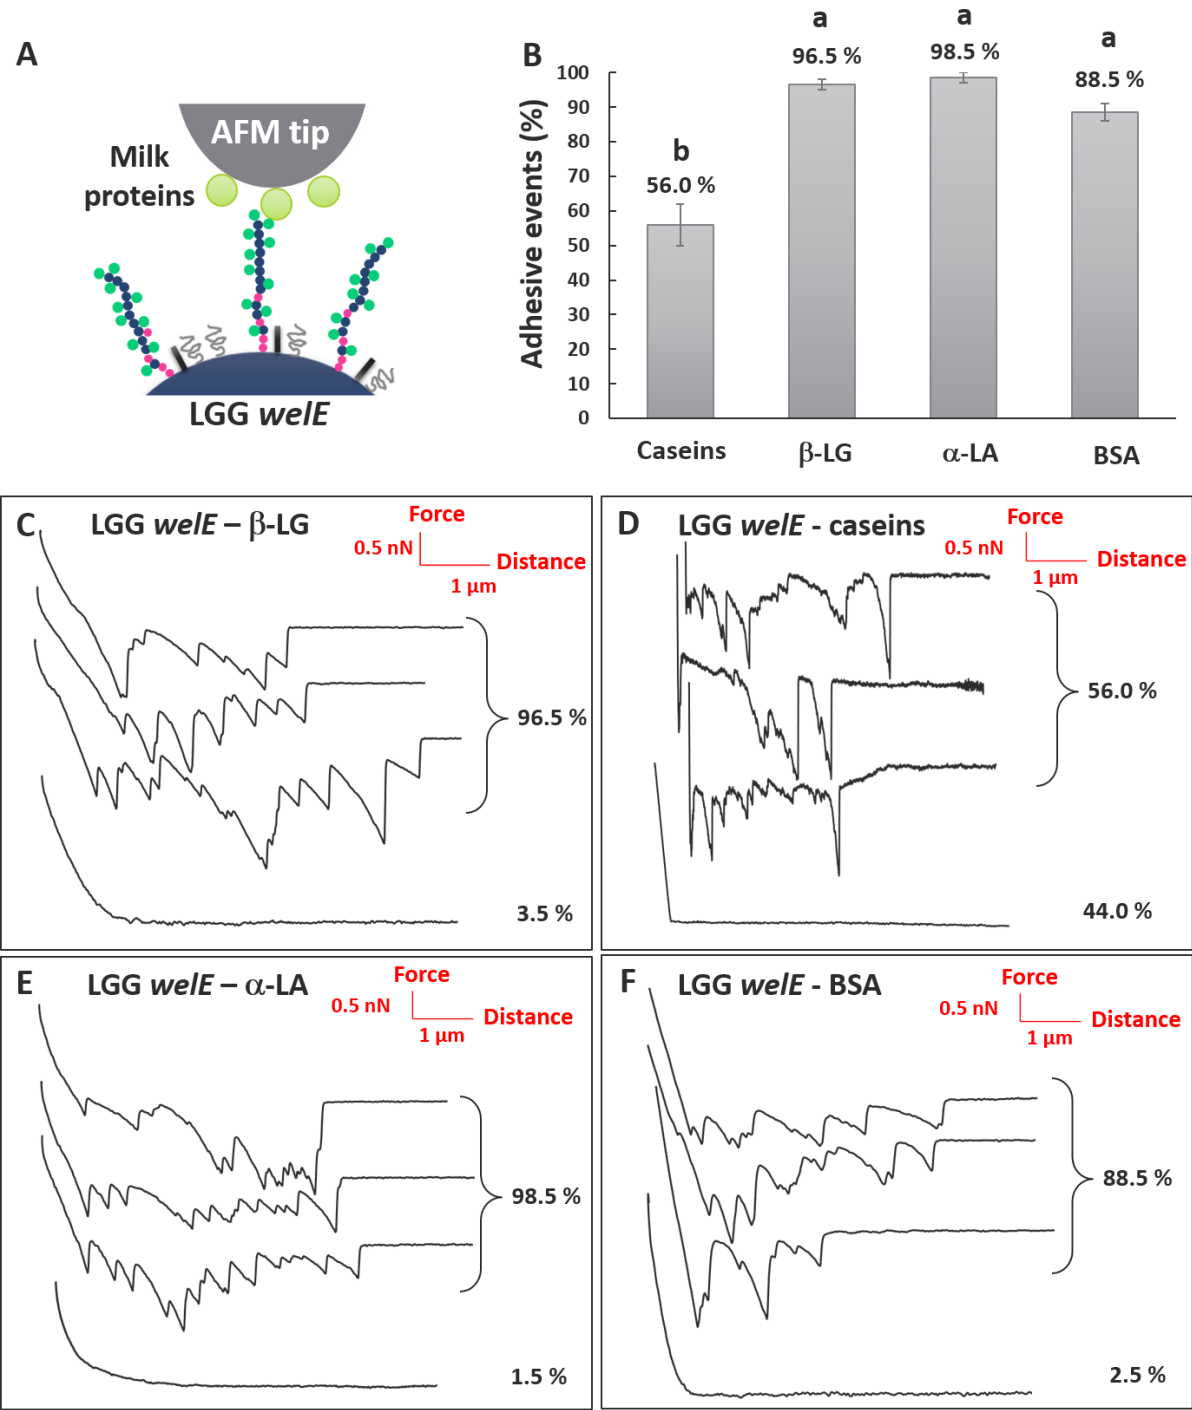 A
AFM tip
Milk
proteins
LGG welE
B
Adhesive events (%)
100
90
80
70
60
50
40
30
20
10
0
b
56.0 %
a
96.5 %
a
98.5 %
a
88.5 %
Caseins
β-LG
α-LA
BSA
C
LGG welE – β-LG
Force
0.5 nN
Distance
1 µm
96.5 %
3.5 %
D
LGG welE - caseins
Force
0.5 nN
Distance
1 µm
56.0 %
44.0 %
E
LGG welE – α-LA
Force
0.5 nN
Distance
1 µm
98.5 %
1.5 %
F
LGG welE - BSA
Force
0.5 nN
Distance
1 µm
88.5 %
2.5 %